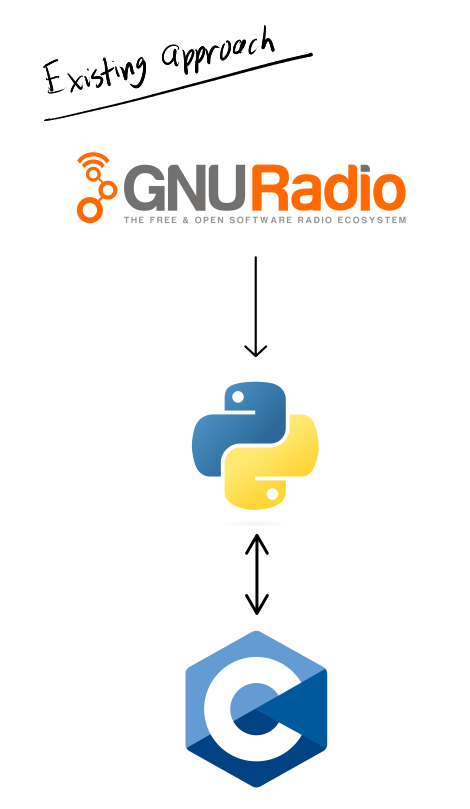 Existing approach
GNURadio
THE FREE & OPEN SOFTWARE RADIO ECOSYSTEM
C